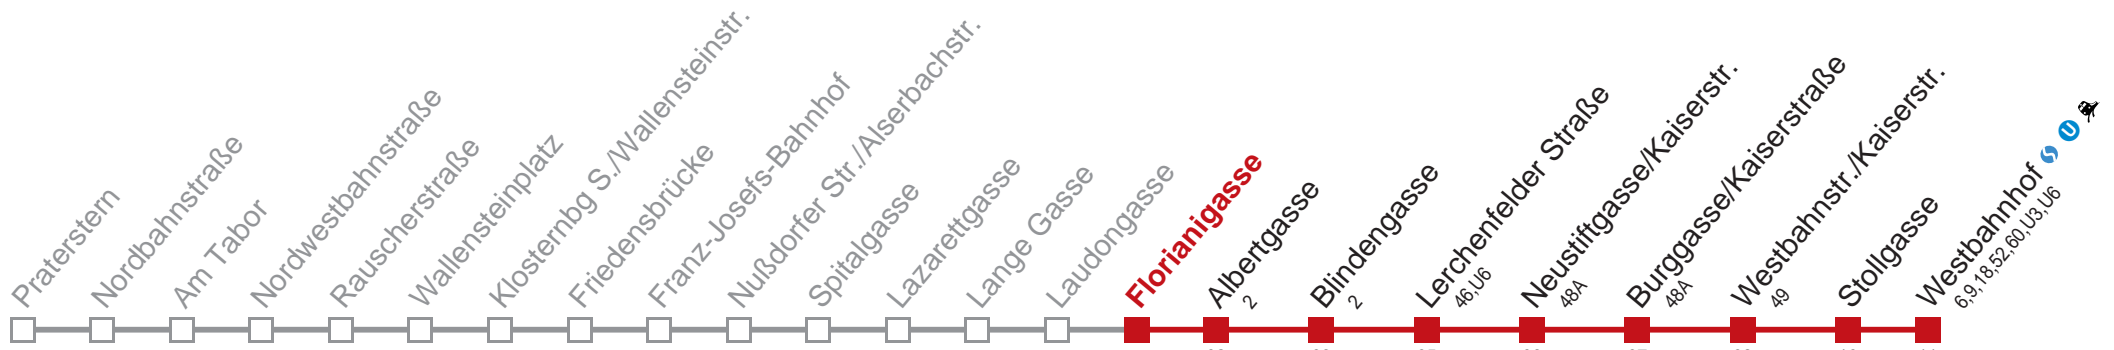 Praterstern
Nordbahnstraße
Am Tabor
Nordwestbahnstraße
Rauscherstraße
Wallensteinplatz
Klosternbg S./Wallensteinstr.
Friedensbrücke
Franz-Josefs-Bahnhof
Nußdorfer Str./Alserbachstr.
Spitalgasse
Lazarettgasse
Lange Gasse
Laudongasse
Florianigasse
Albertgasse
2
Blindengasse
2
Lerchenfelder Straße
46,U6
Neustiftgasse/Kaiserstr.
48A
Burggasse/Kaiserstraße
48A
Westbahnstr./Kaiserstr.
49
Stollgasse
Westbahnhof S U
6,9,18,52,60,U3,U6